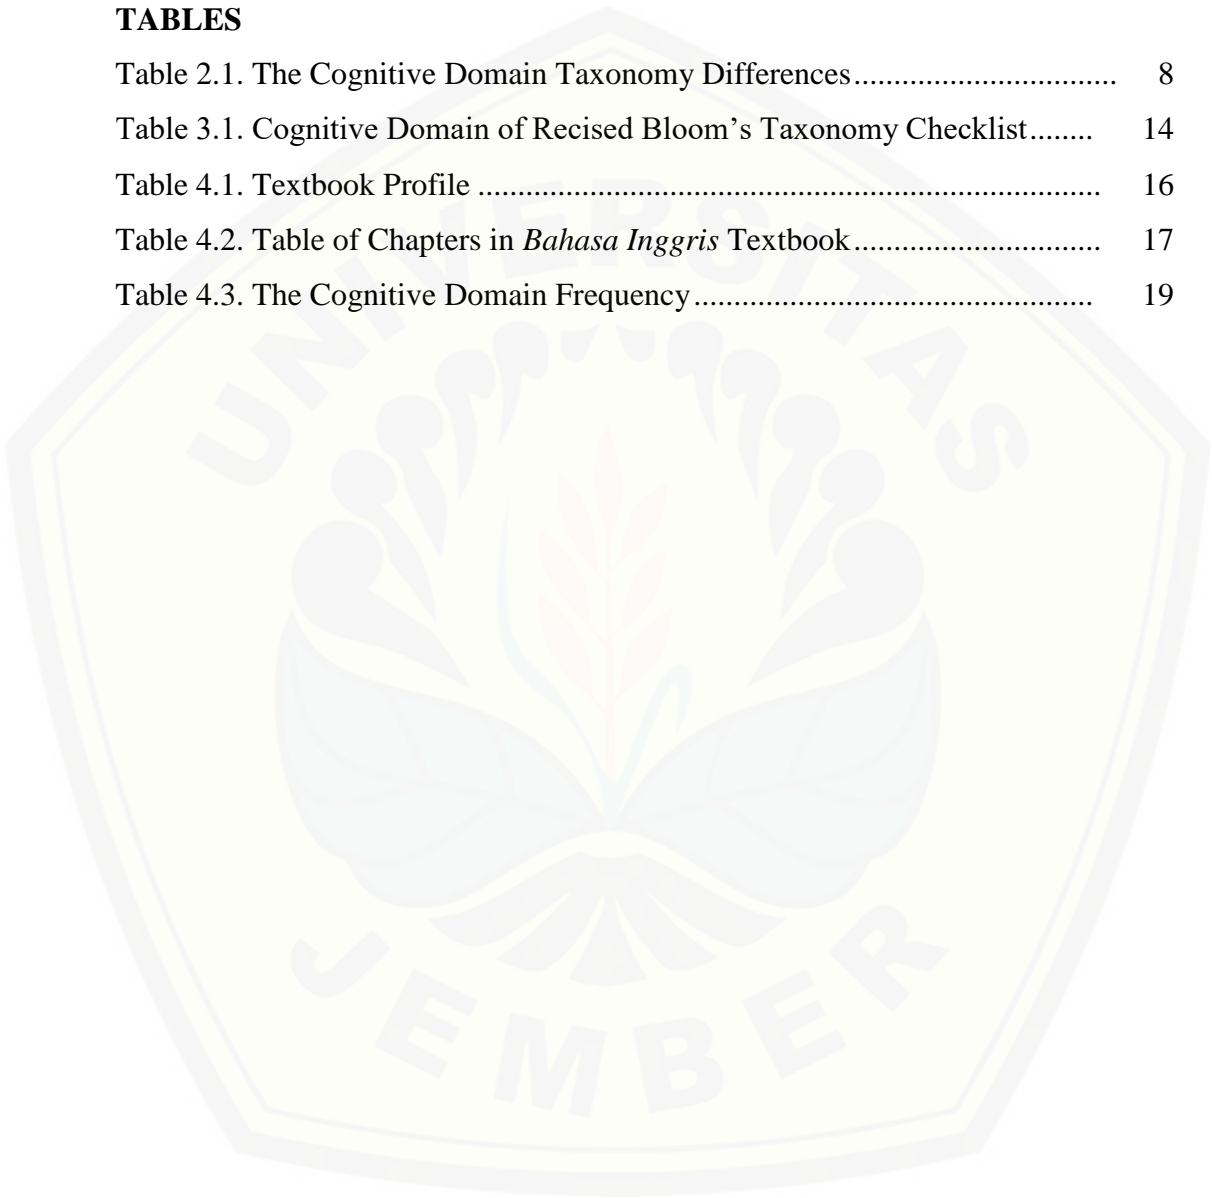 TABLES
Table 2.1. The Cognitive Domain Taxonomy Differences................................ 8
Table 3.1. Cognitive Domain of Recised Bloom’s Taxonomy Checklist........ 14
Table 4.1. Textbook Profile ........................................................................... 16
Table 4.2. Table of Chapters in Bahasa Inggris Textbook.............................. 17
Table 4.3. The Cognitive Domain Frequency................................................ 19
UNIVERSITAS
JEMBER